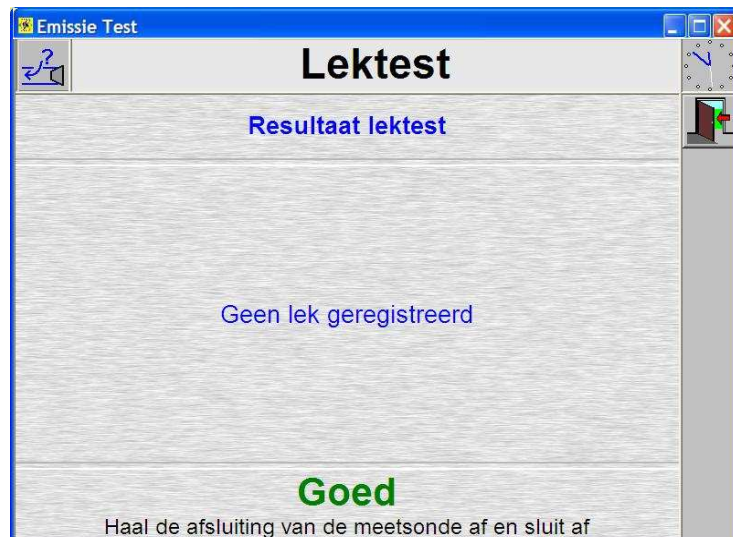 Emissie Test
Lektest
Resultaat lektest
Geen lek geregistreerd
Goed
Haal de afsluiting van de meetsonde af en sluit af